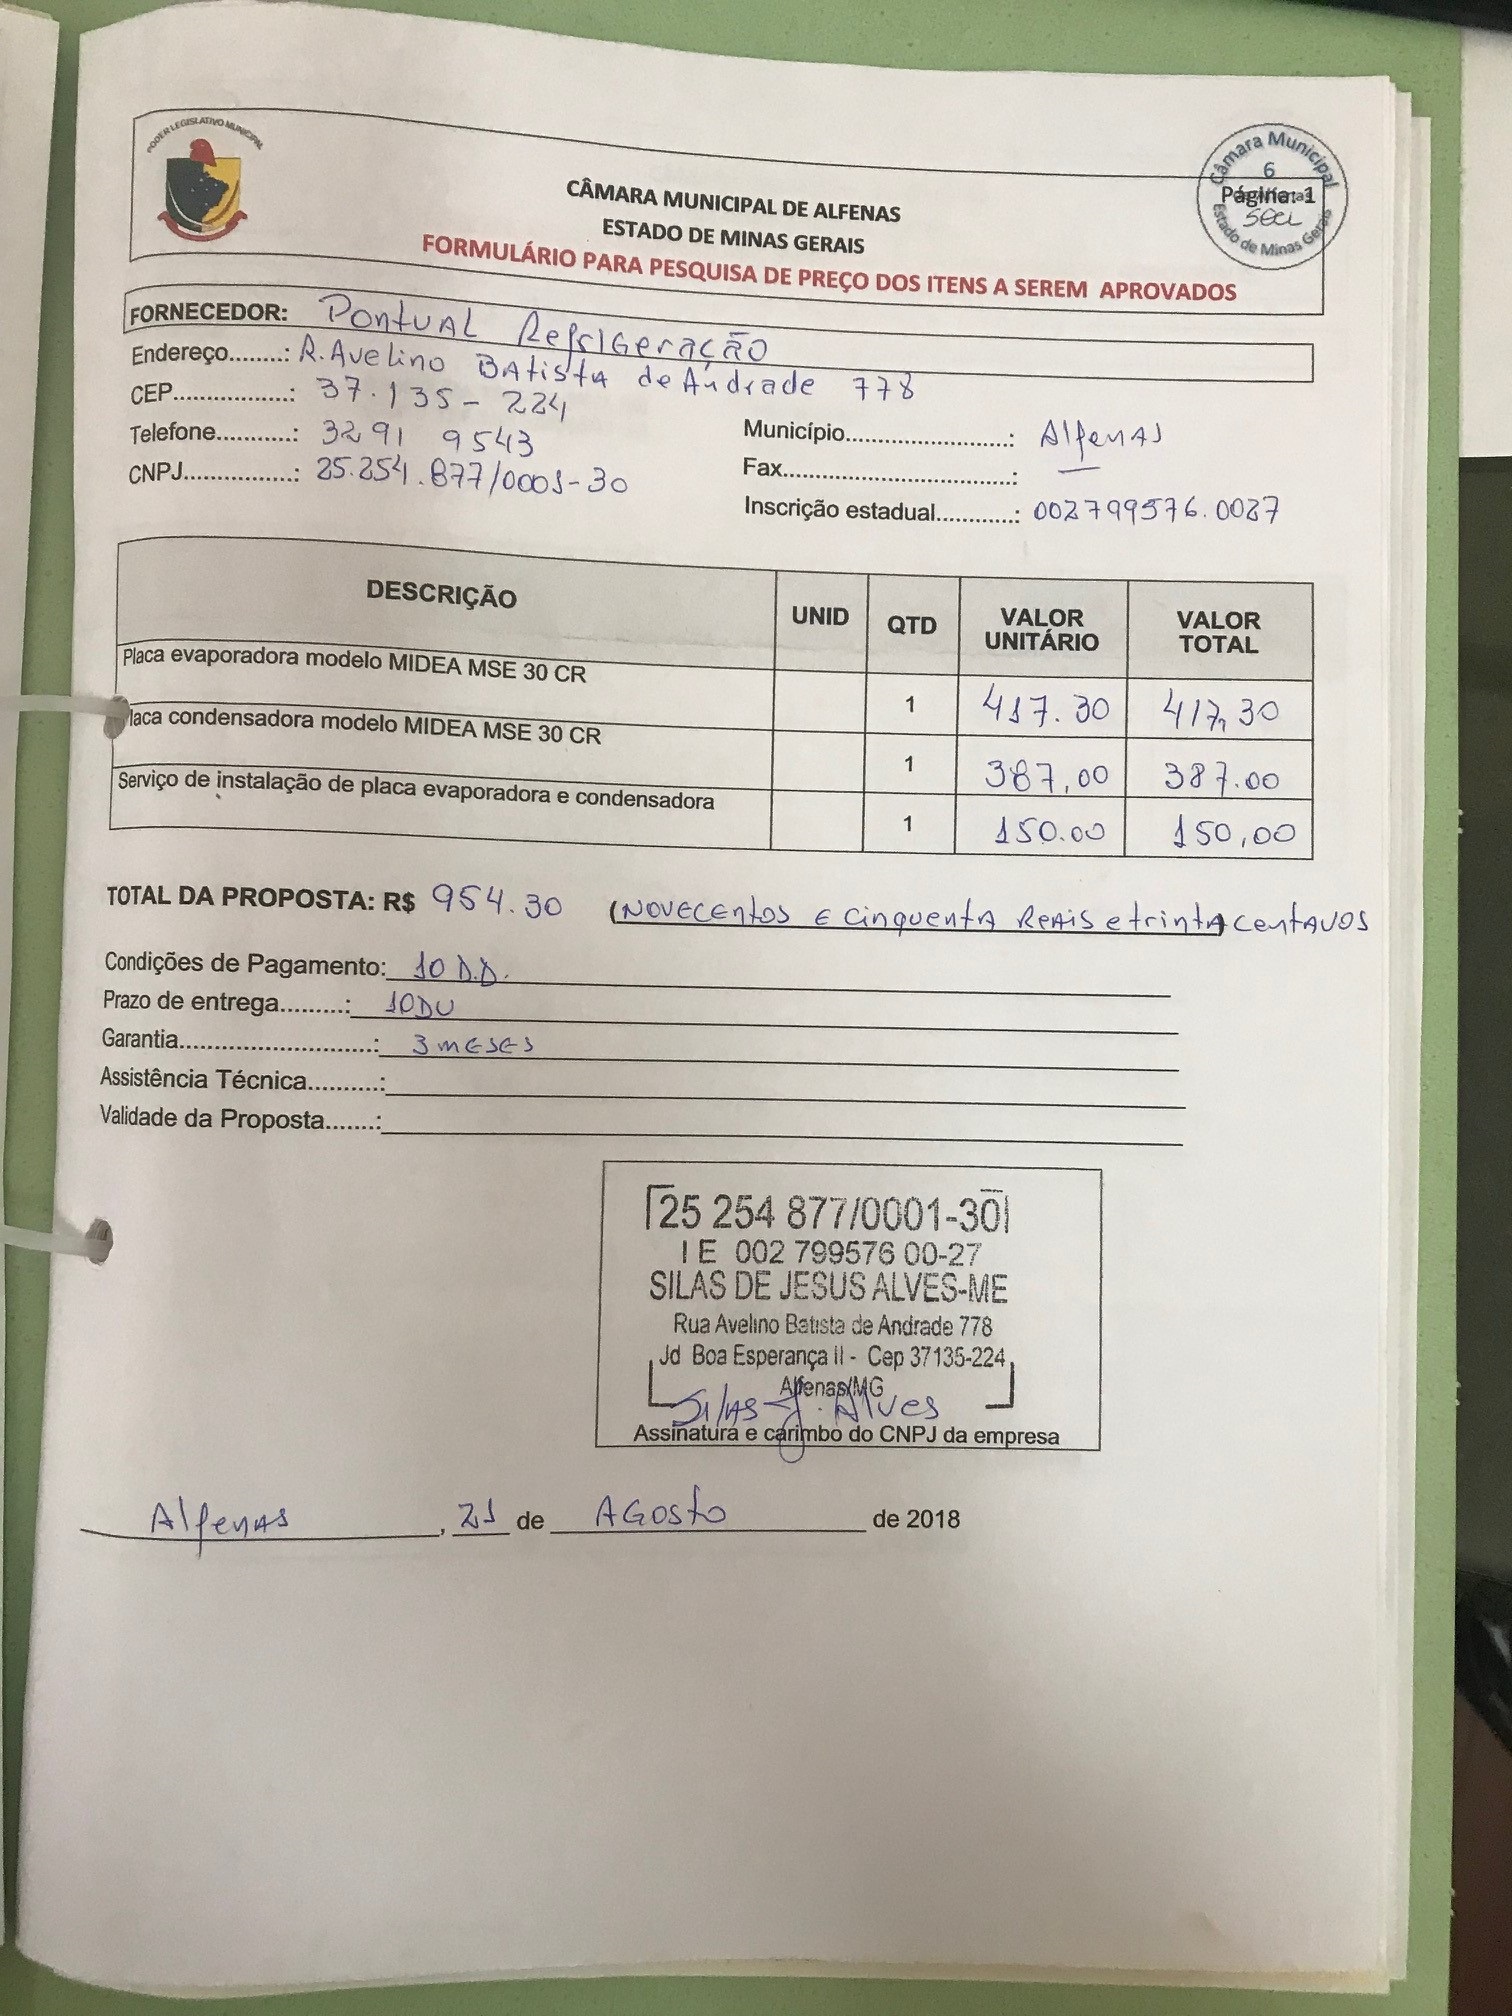 PODER LEGISLATIVO MUNICIPAL
CÂMARA MUNICIPAL DE ALFENAS
ESTADO DE MINAS GERAIS
FORMULÁRIO PARA PESQUISA DE PREÇO DOS ITENS A SEREM APROVADOS
Câmara Municipal
6
Página: 1
Estado de Minas Gerais
FORNECEDOR: Pontual Refrigeração
Endereço........: R. Avelino Batista de Andrade 778
CEP.................: 37.135-224
Telefone...........: 3291 9543
Município........................: Alfenas
CNPJ................: 25.254.877/0001-30
Fax..................................: —
Inscrição estadual............: 002799576.0027
DESCRIÇÃO UNID QTD VALOR UNITÁRIO VALOR TOTAL
Placa evaporadora modelo MIDEA MSE 30 CR 1 417.30 417,30
laca condensadora modelo MIDEA MSE 30 CR 1 387,00 387.00
Serviço de instalação de placa evaporadora e condensadora 1 150.00 150,00
TOTAL DA PROPOSTA: R$ 954.30 (NOVECENTOS E Cinquenta REAIS e trinta centavos
Condições de Pagamento: 10 D.D.
Prazo de entrega.........: 10DU
Garantia............................: 3 meses
Assistência Técnica..........:
Validade da Proposta.......:
25 254 877/0001-30
I E 002 799576 00-27
SILAS DE JESUS ALVES-ME
Rua Avelino Batista de Andrade 778
Jd Boa Esperança II - Cep 37135-224
Alfenas/MG
Silas J. Alves
Assinatura e carimbo do CNPJ da empresa
Alfenas, 21 de Agosto de 2018